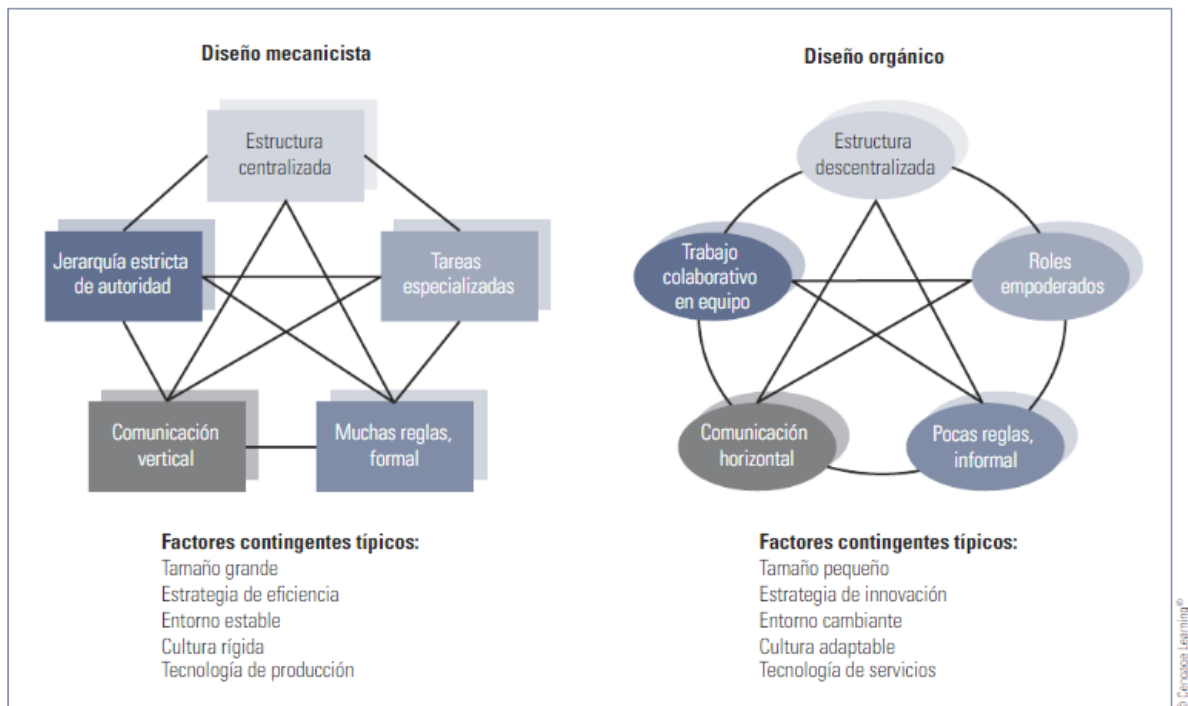 Diseño mecanicista
Estructura
centralizada
Jerarquía estricta
de autoridad
Tareas
especializadas
Comunicación
vertical
Muchas reglas,
formal
Factores contingentes típicos:
Tamaño grande
Estrategia de eficiencia
Entorno estable
Cultura rígida
Tecnología de producción
Diseño orgánico
Estructura
descentralizada
Trabajo
colaborativo
en equipo
Roles
empoderados
Comunicación
horizontal
Pocas reglas,
informal
Factores contingentes típicos:
Tamaño pequeño
Estrategia de innovación
Entorno cambiante
Cultura adaptable
Tecnología de servicios
© Cengage Learning®